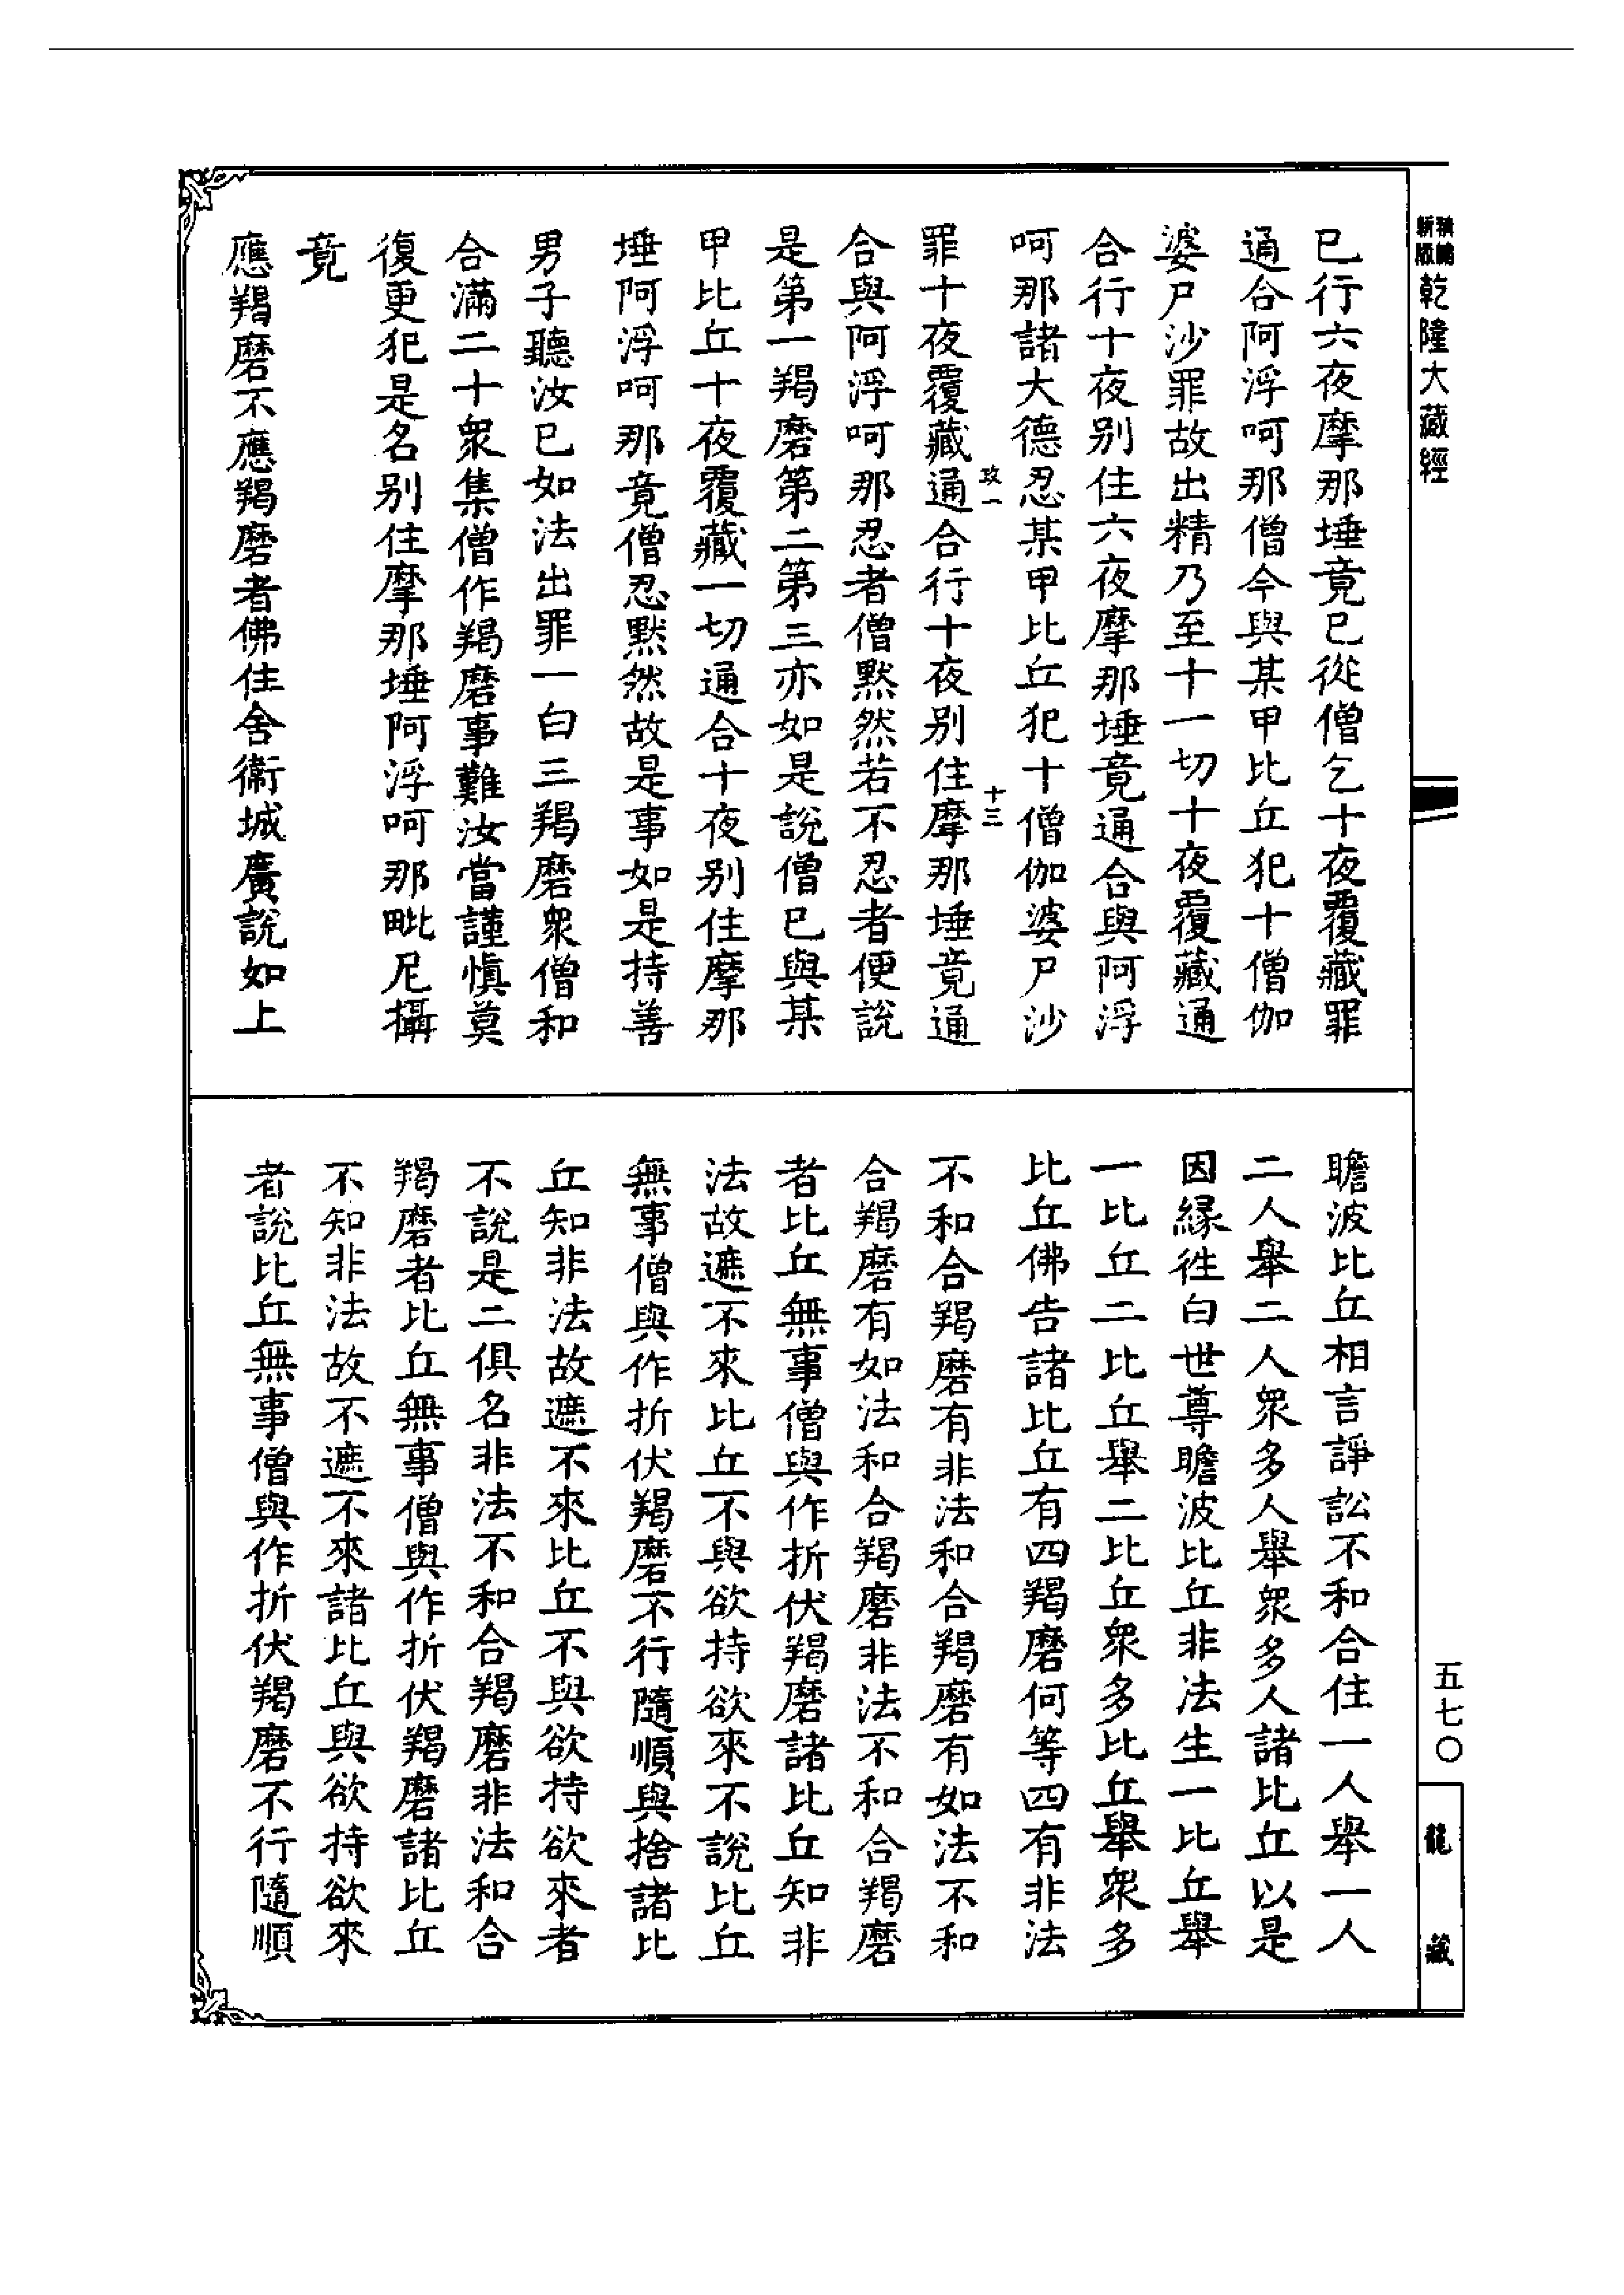 精編
新版
乾隆大藏經
已行六夜摩那埵竟已從僧乞十夜覆藏罪
通合阿浮呵那僧今與某甲比丘犯十僧伽
婆尸沙罪故出精乃至十一切十夜覆藏通
合行十夜別住六夜摩那埵竟通合與阿浮
呵那諸大德忍某甲比丘犯十僧伽婆尸沙
攻一
十三
罪十夜覆藏通合行十夜別住摩那埵竟通
合與阿浮呵那忍者僧默然若不忍者便說
是第一羯磨第二第三亦如是說僧已與某
甲比丘十夜覆藏一切通合十夜別住摩那
埵阿浮呵那竟僧忍默然故是事如是持善
男子聽汝已如法出罪一白三羯磨眾僧和
合滿二十眾集僧作羯磨事難汝當謹慎莫
復更犯是名別住摩那埵阿浮呵那毗尼攝
竟
應羯磨不應羯磨者佛住舍衛城廣說如上
瞻波比丘相言諍訟不和合住一人舉一人
二人舉二人眾多人舉眾多人諸比丘以是
因緣往白世尊瞻波比丘非法生一比丘舉
一比丘二比丘舉二比丘眾多比丘舉眾多
比丘佛告諸比丘有四羯磨何等四有非法
不和合羯磨有非法和合羯磨有如法不和
合羯磨有如法和合羯磨非法不和合羯磨
者比丘無事僧與作折伏羯磨諸比丘知非
法故遮不來比丘不與欲持欲來不說比丘
無事僧與作折伏羯磨不行隨順與捨諸比
丘知非法故遮不來比丘不與欲持欲來者
不說是二俱名非法不和合羯磨非法和合
羯磨者比丘無事僧與作折伏羯磨諸比丘
不知非法故不遮不來諸比丘與欲持欲來
者說比丘無事僧與作折伏羯磨不行隨順
五七〇
龍藏